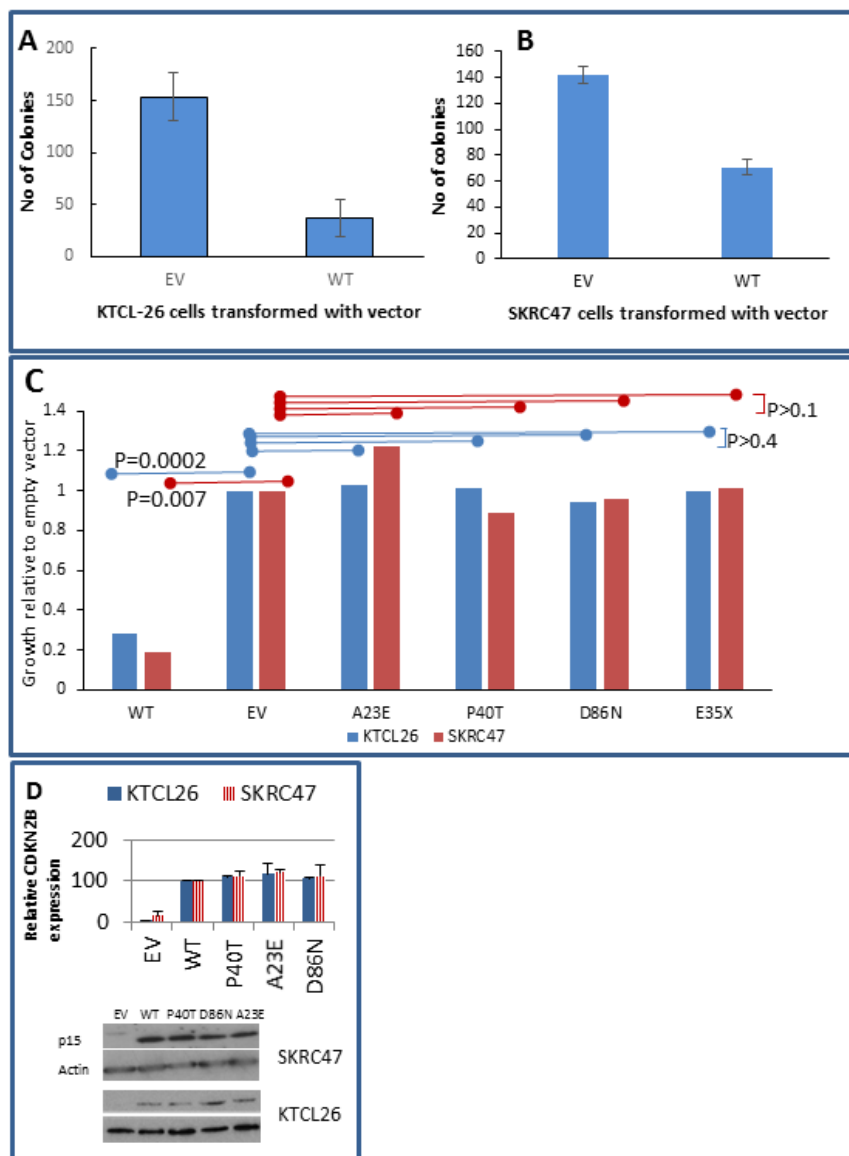 A
200
150
100
50
0
No of Colonies
EV WT
KTCL-26 cells transformed with vector
B
160
140
120
100
80
60
40
20
0
No of colonies
EV WT
SKRC47 cells transformed with vector
C
1.4
1.2
1
0.8
0.6
0.4
0.2
0
Growth relative to empty vector
P>0.1
P>0.4
P=0.0002
P=0.007
WT EV A23E P40T D86N E35X
KTCL26 SKRC47
D
KTCL26 SKRC47
200
100
0
Relative CDKN2B
expression
EV WT P40T A23E D86N
EV WT P40T D86N A23E
p15
Actin
SKRC47
KTCL26